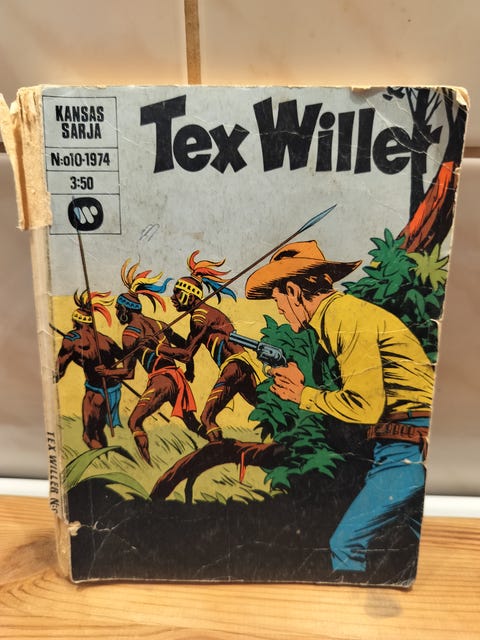 KANSAS
SARJA
N:o10-1974
3:50
Tex Willer
TEX WILLER N:o